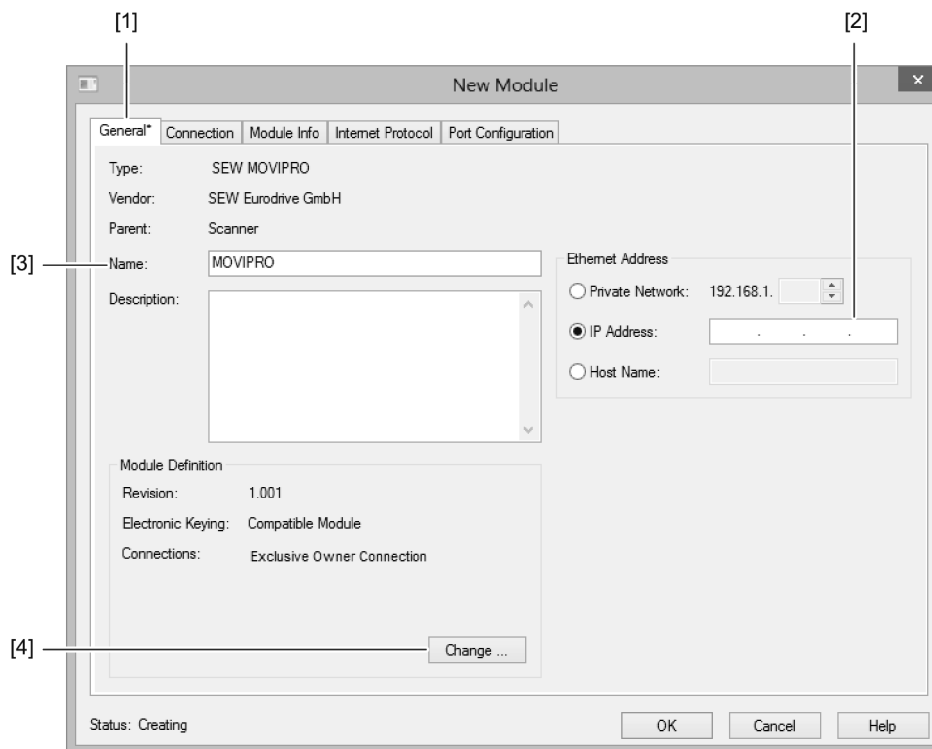 [1] [2]
New Module
General* Connection Module Info Internet Protocol Port Configuration
Type: SEW MOVIPRO
Vendor: SEW Eurodrive GmbH
Parent: Scanner
[3] Name: MOVIPRO
Ethernet Address
Description:
Private Network: 192.168.1.
IP Address: . . .
Host Name:
Module Definition
Revision: 1.001
Electronic Keying: Compatible Module
Connections: Exclusive Owner Connection
[4] Change ...
Status: Creating OK Cancel Help